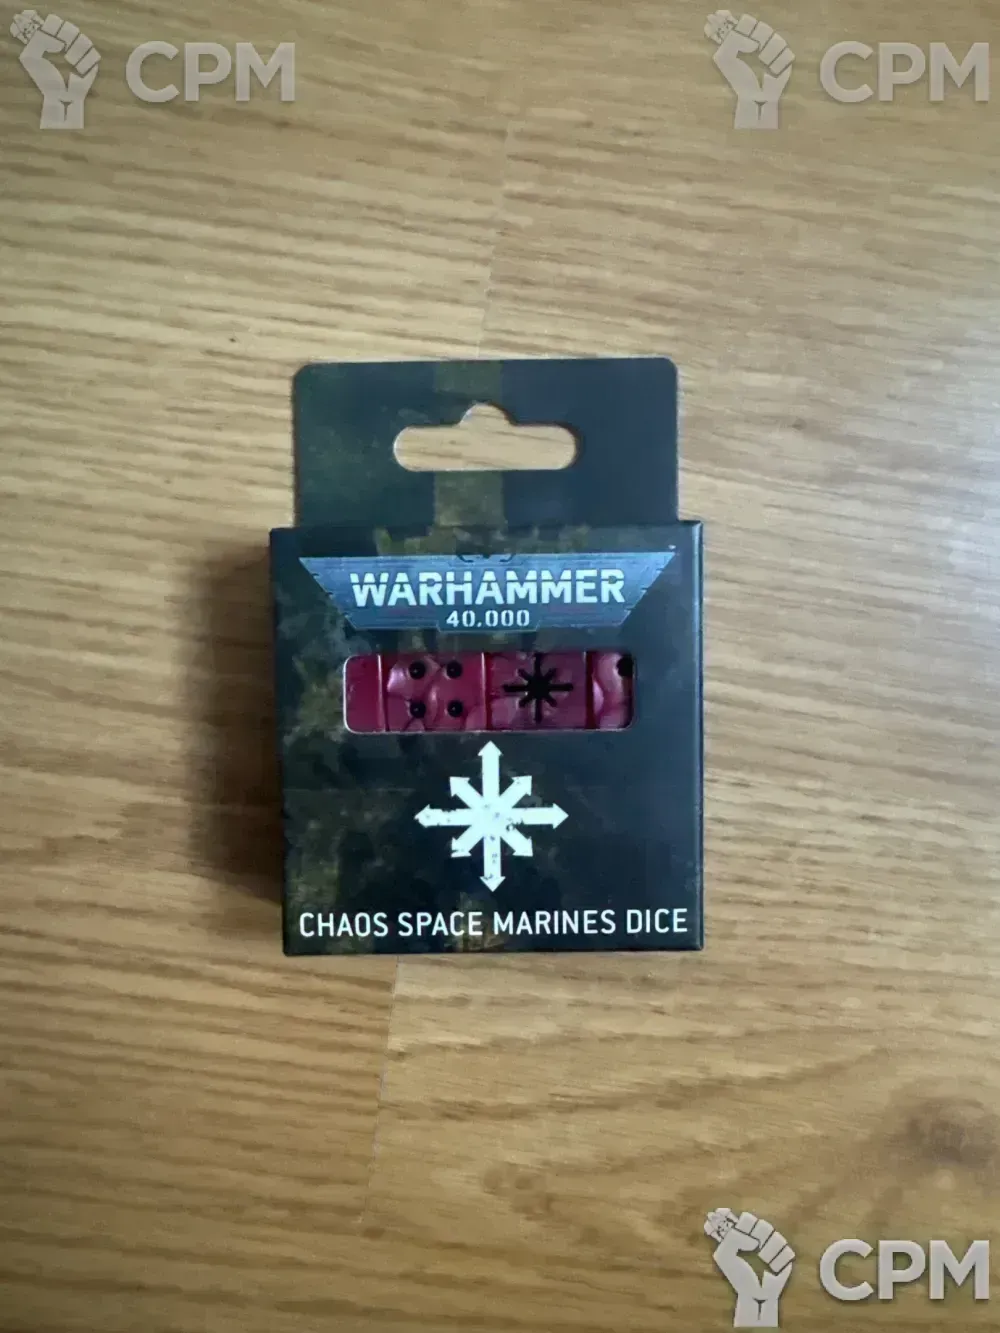 CPM CPM
WARHAMMER
40,000
CHAOS SPACE MARINES DICE
CPM